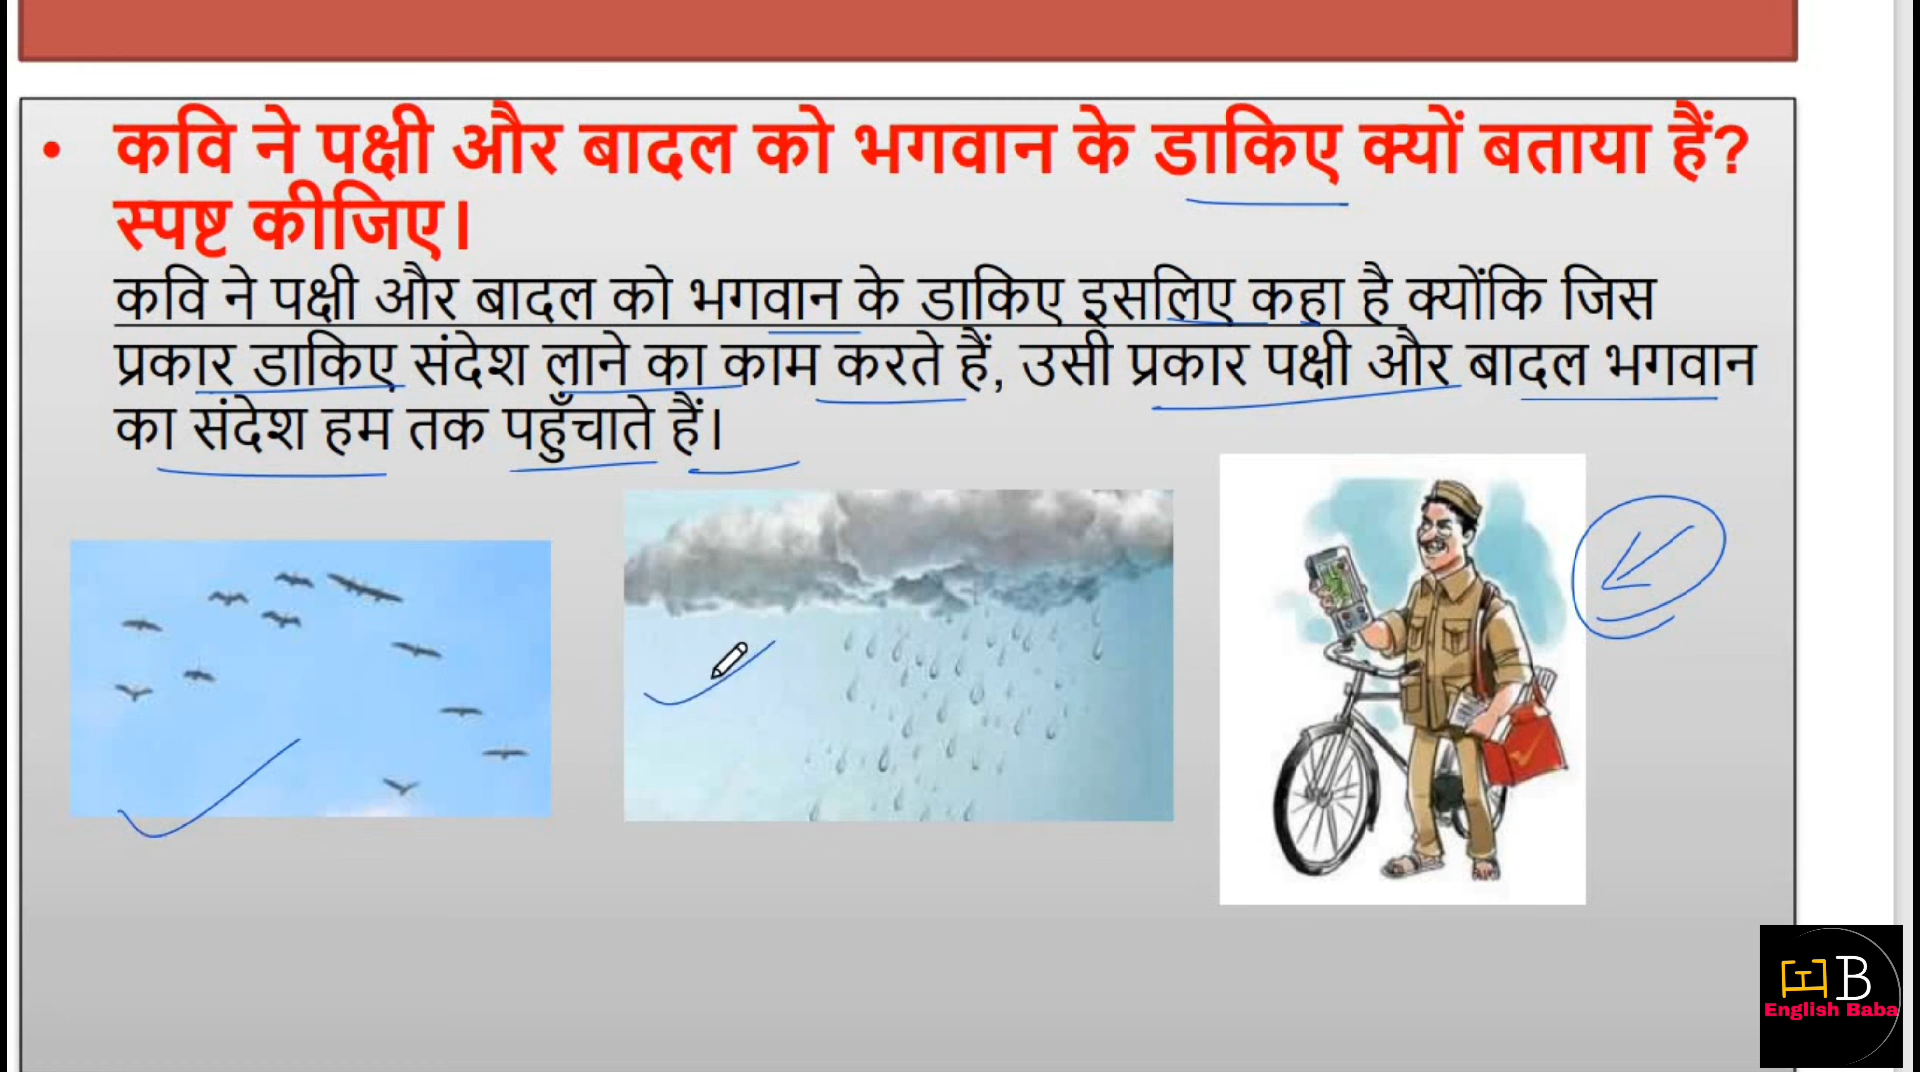 • कवि ने पक्षी और बादल को भगवान के डाकिए क्यों बताया हैं?
स्पष्ट कीजिए।
कवि ने पक्षी और बादल को भगवान के डाकिए इसलिए कहा है क्योंकि जिस
प्रकार डाकिए संदेश लाने का काम करते हैं, उसी प्रकार पक्षी और बादल भगवान
का संदेश हम तक पहुँचाते हैं।
EB
English Baba